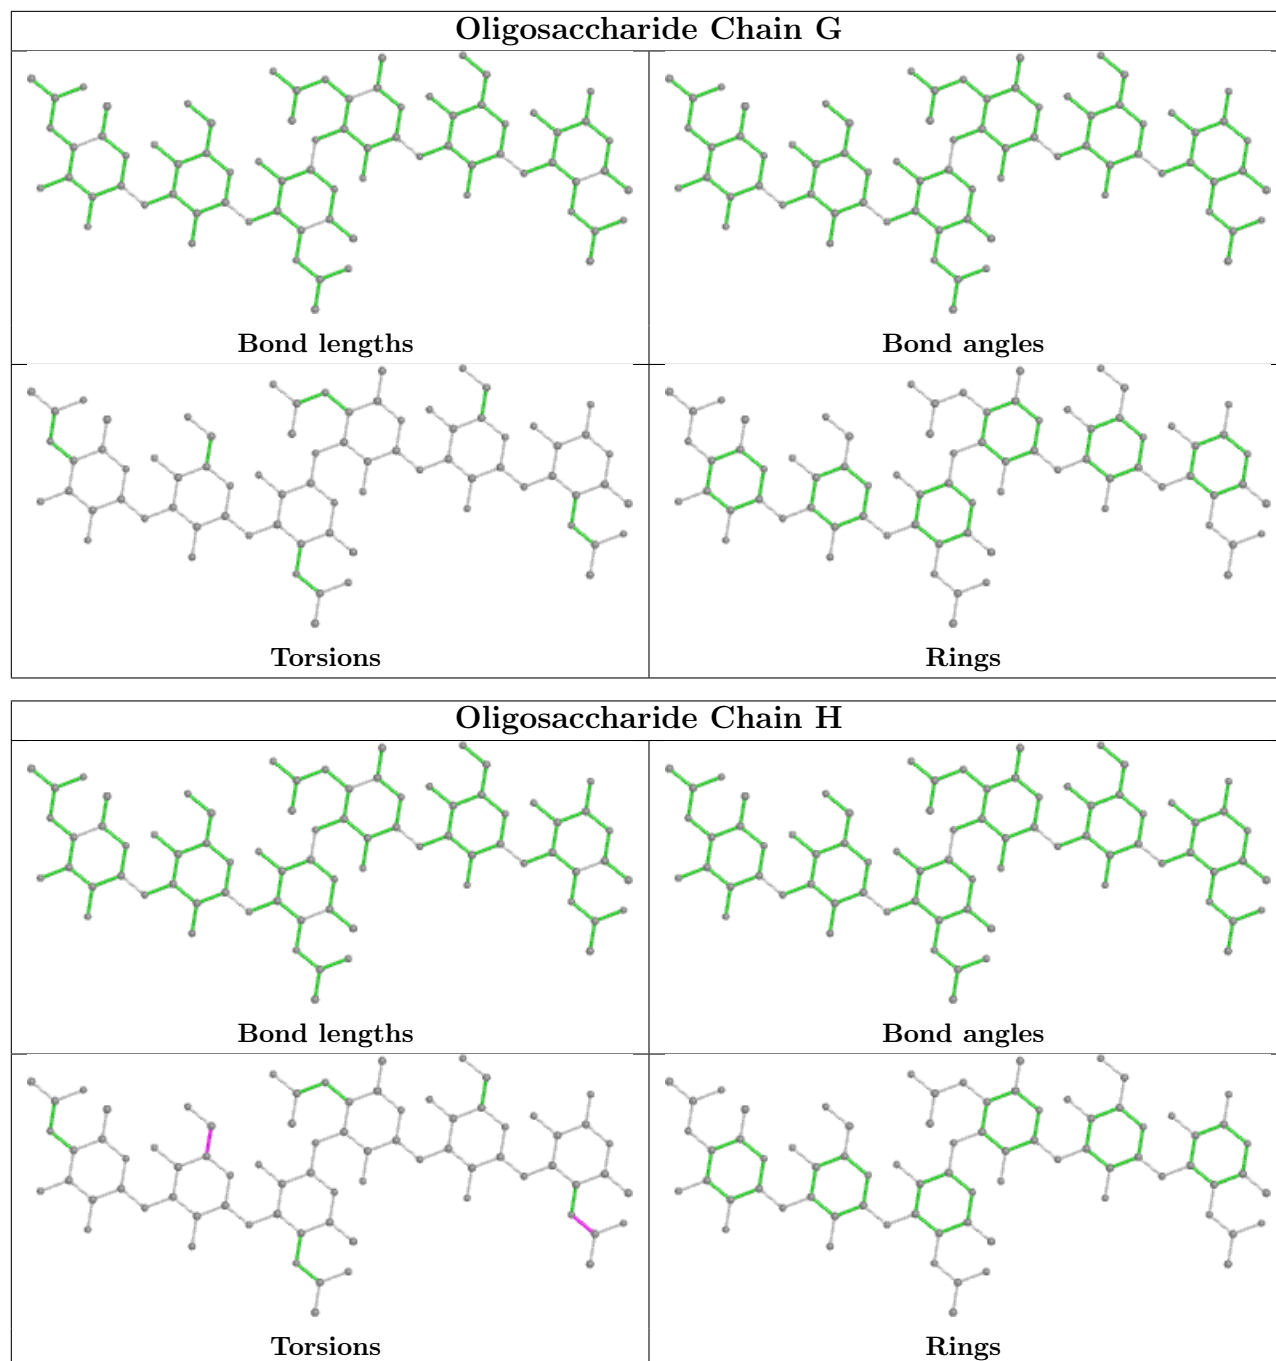 Oligosaccharide Chain G
Bond lengths
Bond angles
Torsions
Rings
Oligosaccharide Chain H
Bond lengths
Bond angles
Torsions
Rings